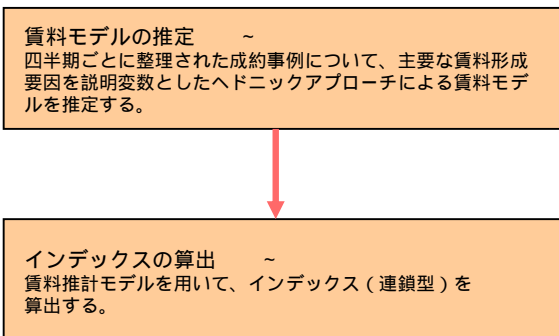 賃料モデルの推定　　～
四半期ごとに整理された成約事例について、主要な賃料形成
要因を説明変数としたヘドニックアプローチによる賃料モデ
ルを推定する。
インデックスの算出　　～
賃料推計モデルを用いて、インデックス（連鎖型）を
算出する。